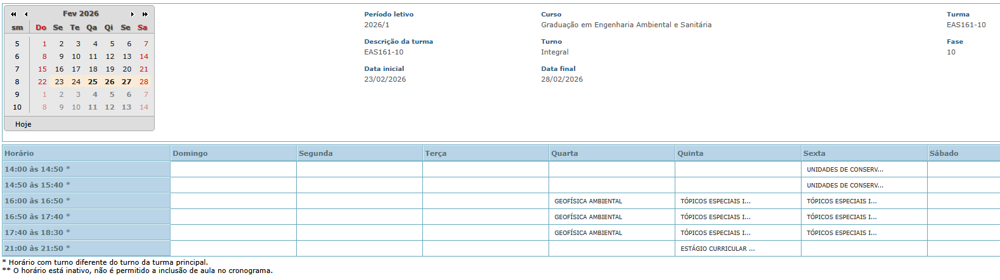 Fev 2026
sm Do Se Te Qa Qi Se Sa
5 1 2 3 4 5 6 7
6 8 9 10 11 12 13 14
7 15 16 17 18 19 20 21
8 22 23 24 25 26 27 28
9 1 2 3 4 5 6 7
10 8 9 10 11 12 13 14
Hoje
Período letivo Curso Turma
2026/1 Graduação em Engenharia Ambiental e Sanitária EAS161-10
Descrição da turma Turno Fase
EAS161-10 Integral 10
Data inicial Data final
23/02/2026 28/02/2026
Horário Domingo Segunda Terça Quarta Quinta Sexta Sábado
14:00 às 14:50 * UNIDADES DE CONSERV...
14:50 às 15:40 * UNIDADES DE CONSERV...
16:00 às 16:50 * GEOFÍSICA AMBIENTAL TÓPICOS ESPECIAIS I... TÓPICOS ESPECIAIS I...
16:50 às 17:40 * GEOFÍSICA AMBIENTAL TÓPICOS ESPECIAIS I... TÓPICOS ESPECIAIS I...
17:40 às 18:30 * GEOFÍSICA AMBIENTAL TÓPICOS ESPECIAIS I... TÓPICOS ESPECIAIS I...
21:00 às 21:50 * ESTÁGIO CURRICULAR ...
* Horário com turno diferente do turno da turma principal.
** O horário está inativo, não é permitido a inclusão de aula no cronograma.